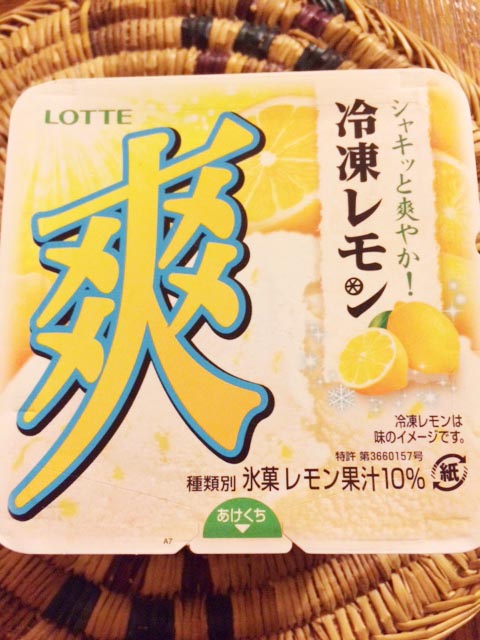 LOTTE
爽
シャキッと爽やか!
冷凍レモン
冷凍レモンは
味のイメージです。
特許 第3660157号
種類別 氷菓 レモン果汁10%
紙
あけくち
A7